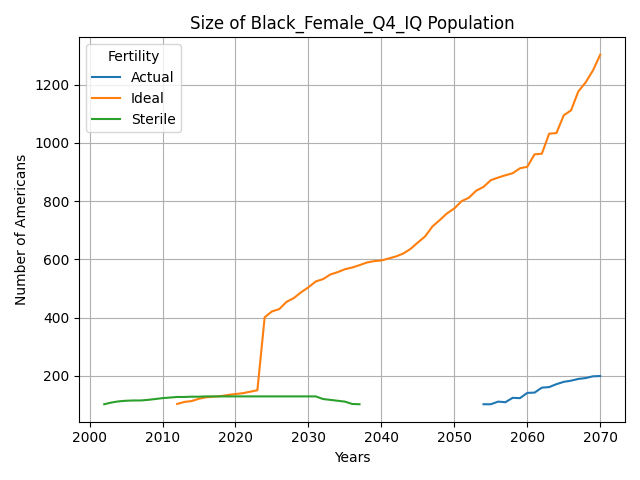 Size of Black_Female_Q4_IQ Population
Fertility
Actual
Ideal
Sterile
Number of Americans
1200
1000
800
600
400
200
2000 2010 2020 2030 2040 2050 2060 2070
Years